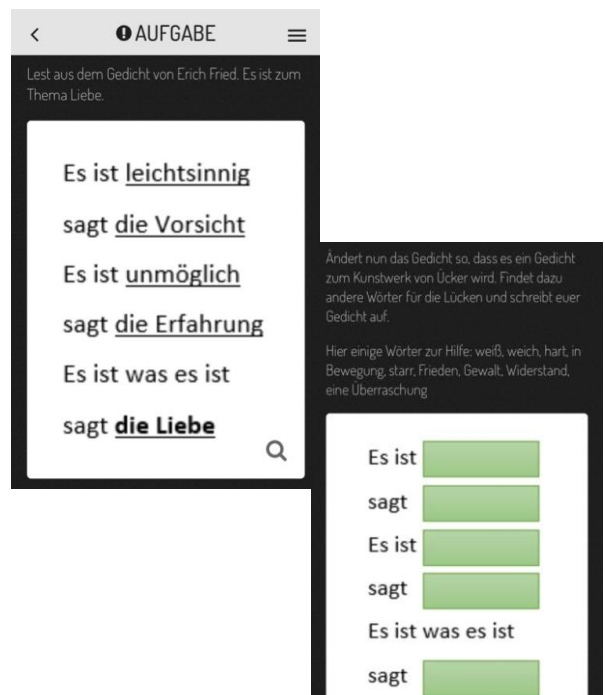 AUFGABE
Lest aus dem Gedicht von Erich Fried. Es ist zum
Thema Liebe.
Es ist leichtsinnig
sagt die Vorsicht
Es ist unmöglich
sagt die Erfahrung
Es ist was es ist
sagt die Liebe
Ändert nun das Gedicht so, dass es ein Gedicht
zum Kunstwerk von Ücker wird. Findet dazu
andere Wörter für die Lücken und schreibt euer
Gedicht auf.
Hier einige Wörter zur Hilfe: weiß, weich, hart, in
Bewegung, starr, Frieden, Gewalt, Widerstand,
eine Überraschung
Es ist
sagt
Es ist
sagt
Es ist was es ist
sagt